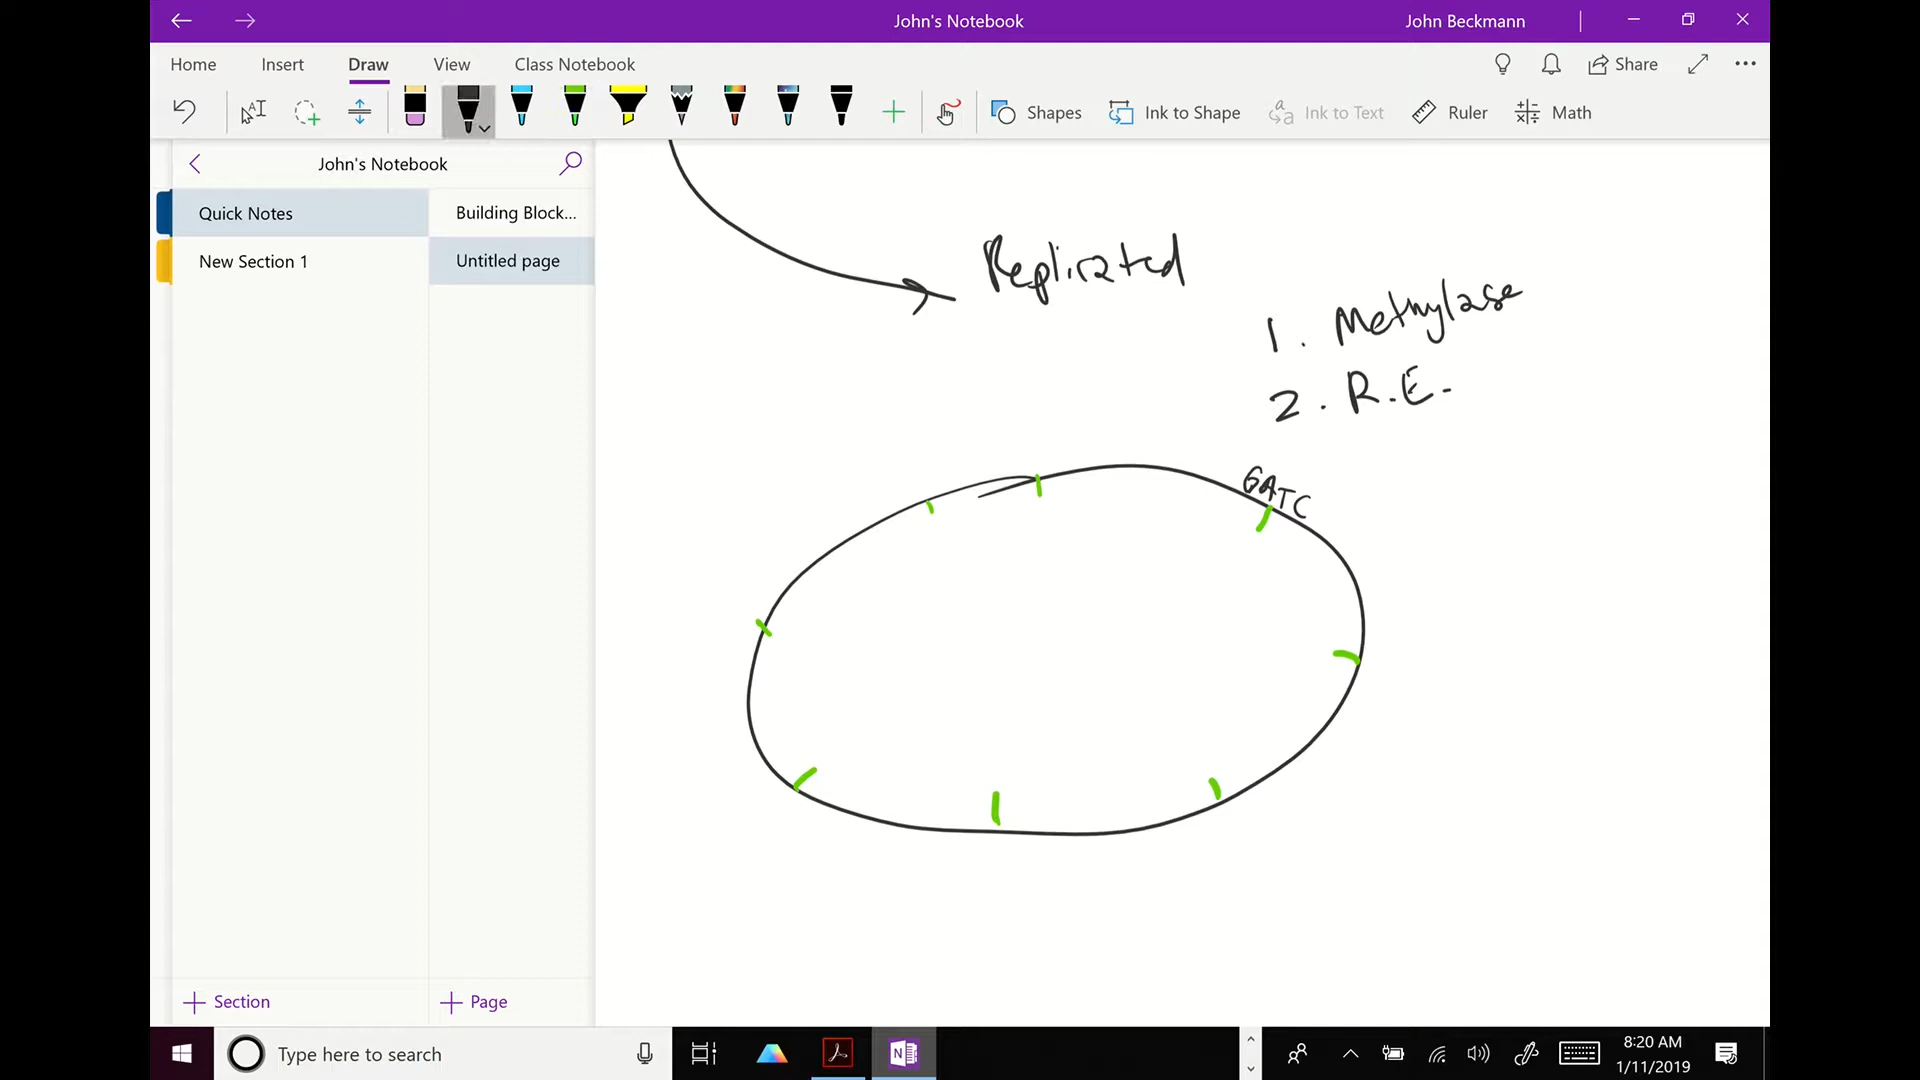 John's Notebook
John Beckmann
Home Insert Draw View Class Notebook
Share
Shapes Ink to Shape Ink to Text Ruler Math
John's Notebook
Quick Notes
New Section 1
Building Block...
Untitled page
Replicated
1. Methylase
2. R.E.
GATC
Section
Page
Type here to search
8:20 AM
1/11/2019